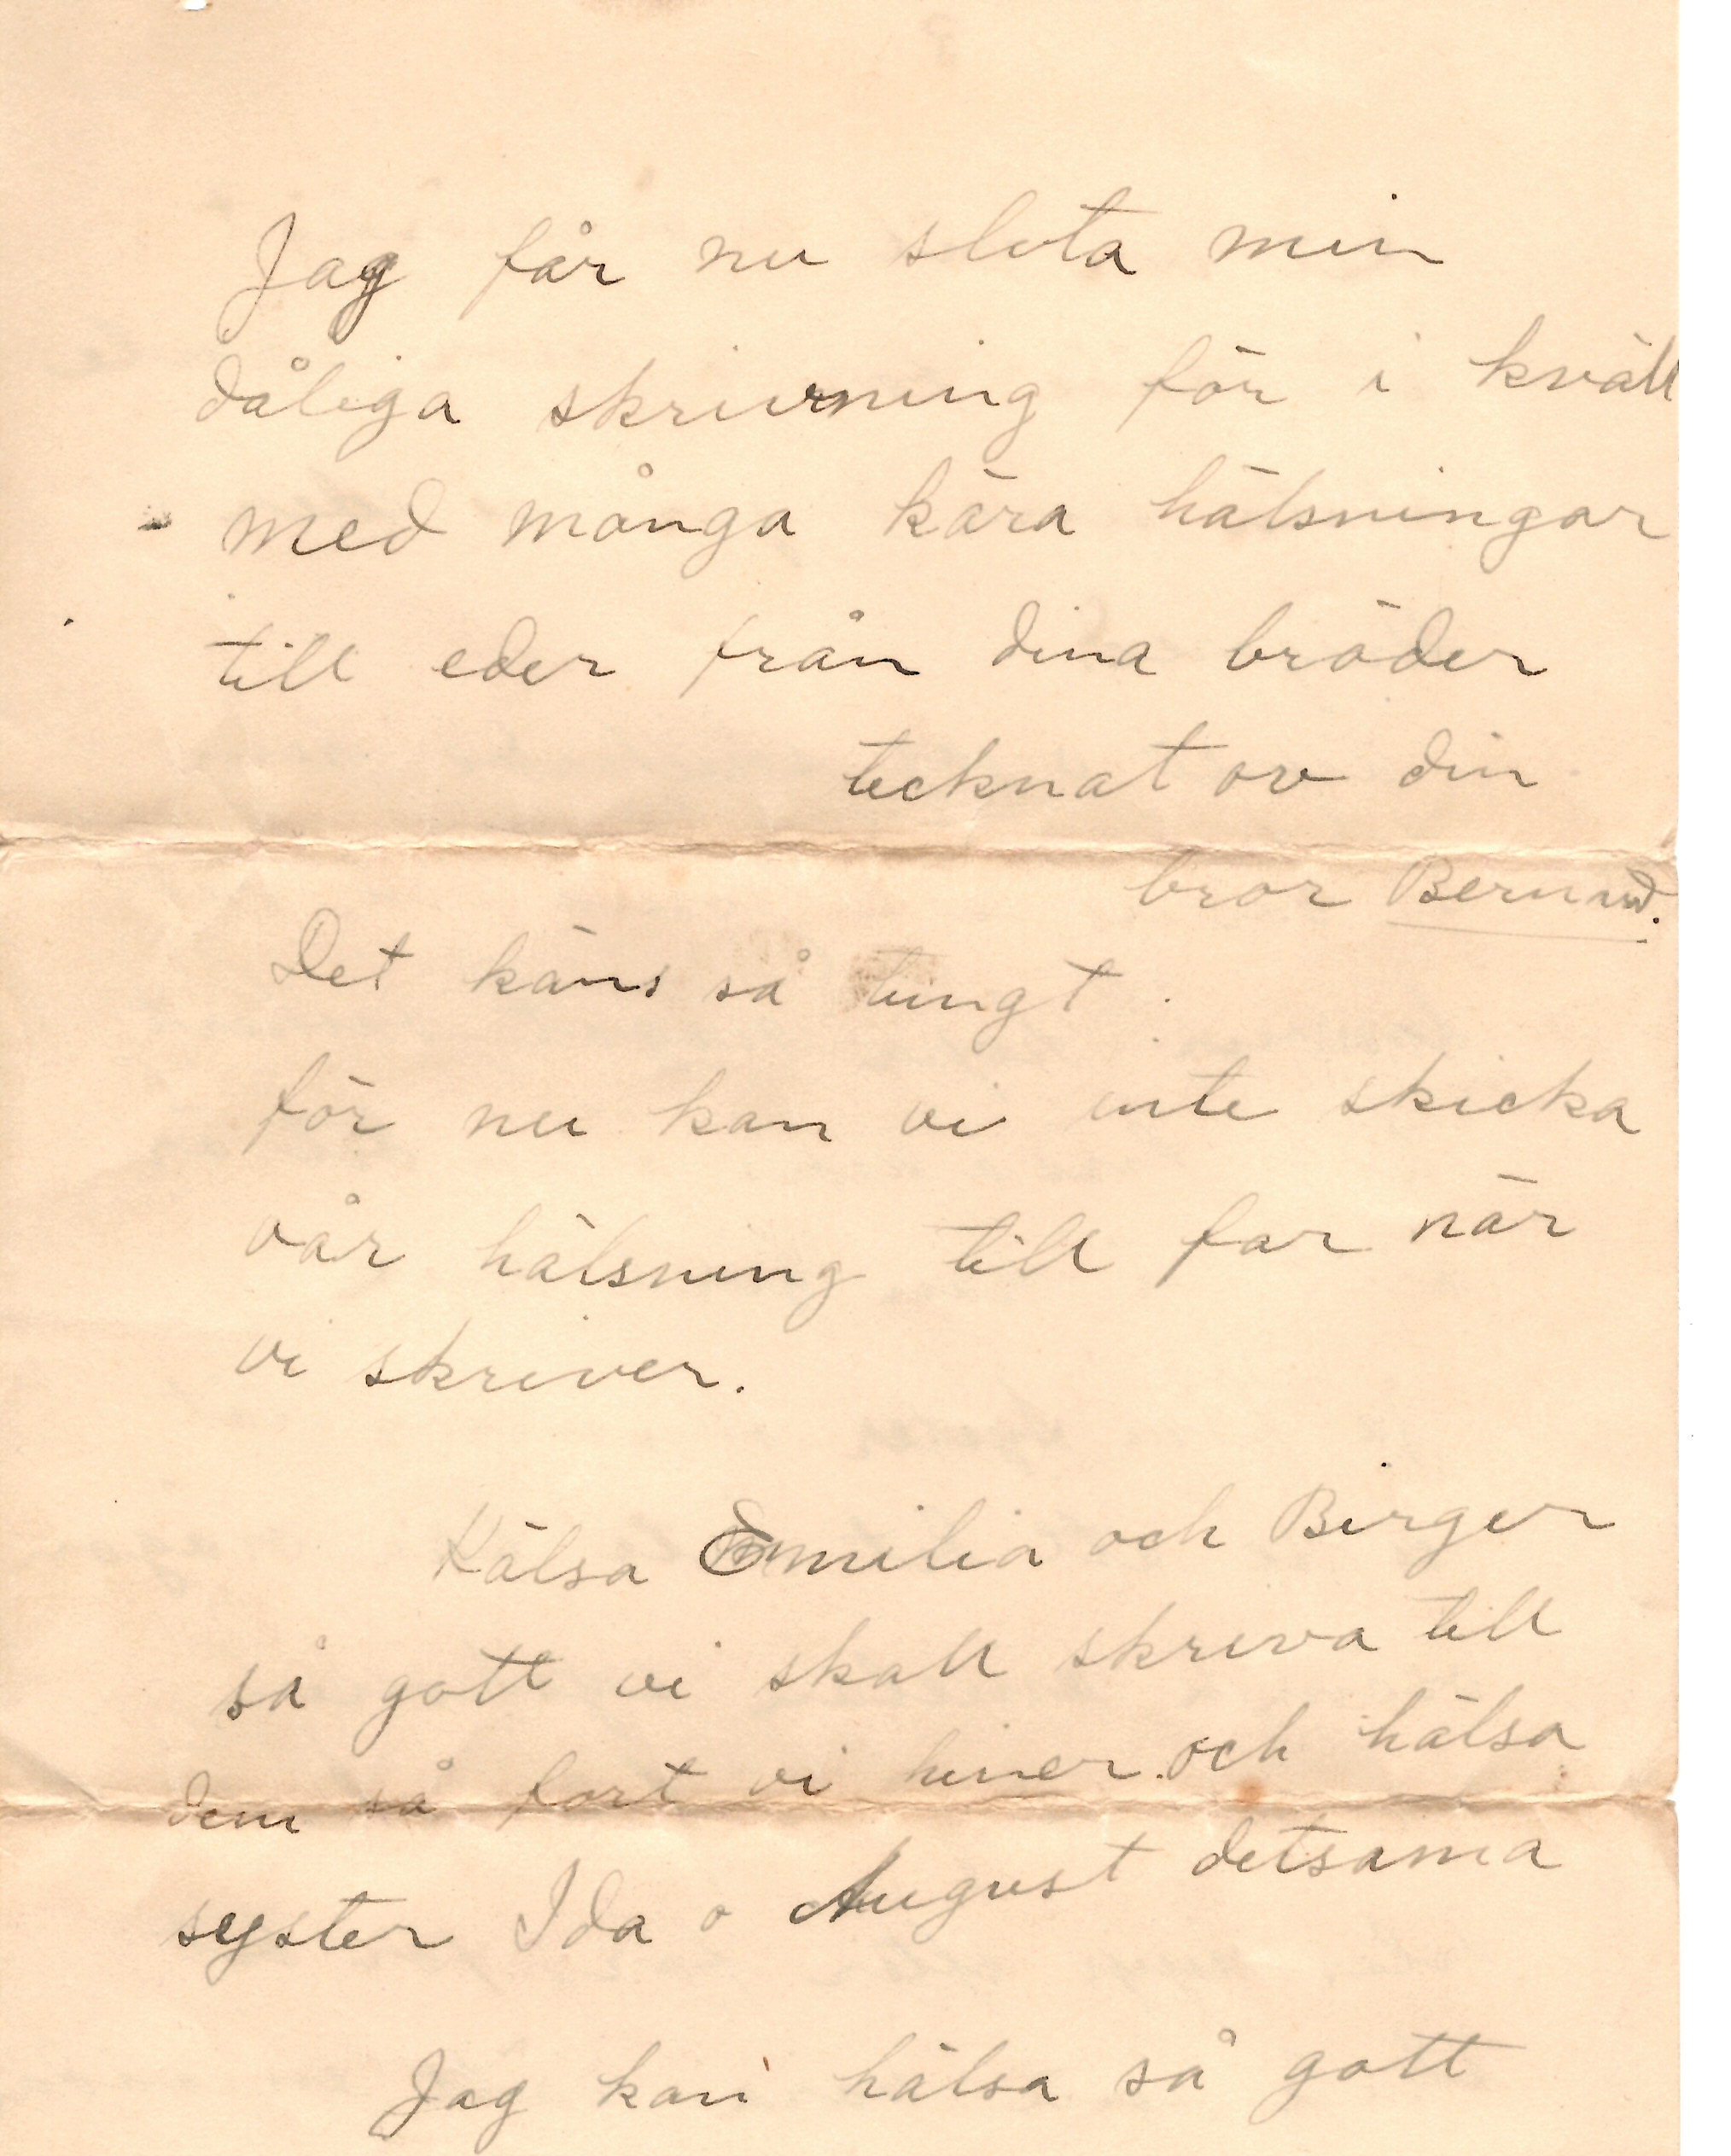 Jag får nu sluta min
dåliga skrivning för i kväll
med många kära hälsningar
till eder från dina bröder
tecknat av din
bror Bernard.
Det käns så tungt.
för nu kan vi inte skicka
vår hälsning till far när
vi skriver.
Hälsa Emilia och Birger
så gott vi skall skriva till
dem så fort vi hiner. och hälsa
syster Ida o August detsama
Jag kan hälsa så gott